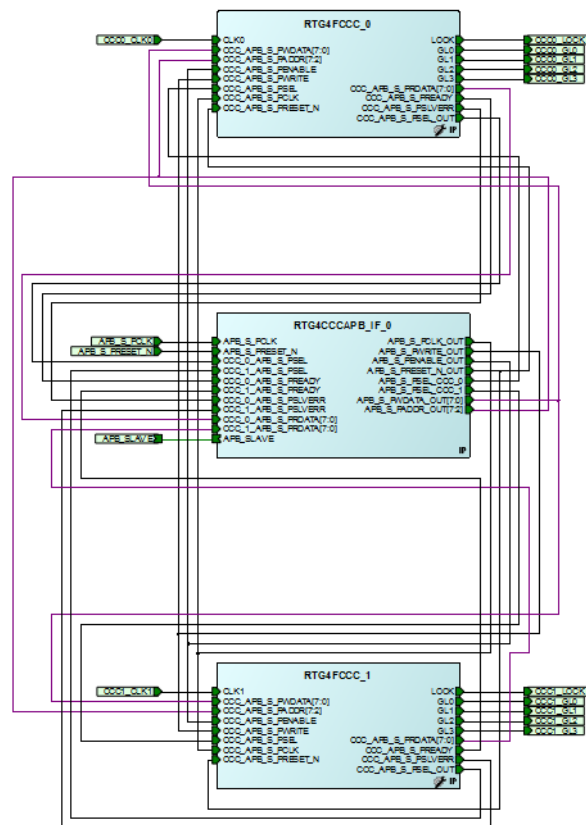 RTG4FCCC_0
CCC0_CLK0
CLK0
CCC_APB_S_PWDATA[7:0]
CCC_APB_S_PADDR[7:2]
CCC_APB_S_PENABLE
CCC_APB_S_PWRITE
CCC_APB_S_PSEL
CCC_APB_S_PCLK
CCC_APB_S_PRESET_N
LOCK
GL0
GL1
GL2
GL3
CCC_APB_S_PRDATA[7:0]
CCC_APB_S_PREADY
CCC_APB_S_PSLVERR
CCC_APB_S_PSEL_OUT
IP
CCC0_LOCK
CCC0_GL0
CCC0_GL1
CCC0_GL2
CCC0_GL3
RTG4CCCAPB_IF_0
APB_S_PCLK
APB_S_PRESET_N
APB_SLAVE
APB_S_PCLK
APB_S_PRESET_N
CCC_0_APB_S_PSEL
CCC_1_APB_S_PSEL
CCC_0_APB_S_PREADY
CCC_1_APB_S_PREADY
CCC_0_APB_S_PSLVERR
CCC_1_APB_S_PSLVERR
CCC_0_APB_S_PRDATA[7:0]
CCC_1_APB_S_PRDATA[7:0]
APB_SLAVE
APB_S_PCLK_OUT
APB_S_PWRITE_OUT
APB_S_PENABLE_OUT
APB_S_PRESET_N_OUT
APB_S_PSEL_CCC_0
APB_S_PSEL_CCC_1
APB_S_PWDATA_OUT[7:0]
APB_S_PADDR_OUT[7:2]
IP
RTG4FCCC_1
CCC1_CLK1
CLK1
CCC_APB_S_PWDATA[7:0]
CCC_APB_S_PADDR[7:2]
CCC_APB_S_PENABLE
CCC_APB_S_PWRITE
CCC_APB_S_PSEL
CCC_APB_S_PCLK
CCC_APB_S_PRESET_N
LOCK
GL0
GL1
GL2
GL3
CCC_APB_S_PRDATA[7:0]
CCC_APB_S_PREADY
CCC_APB_S_PSLVERR
CCC_APB_S_PSEL_OUT
IP
CCC1_LOCK
CCC1_GL0
CCC1_GL1
CCC1_GL2
CCC1_GL3